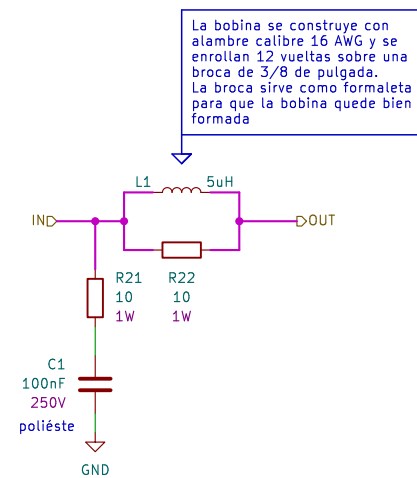 La bobina se construye con
alambre calibre 16 AWG y se
enrollan 12 vueltas sobre una
broca de 3/8 de pulgada.
La broca sirve como formaleta
para que la bobina quede bien
formada
L1 5uH
IN OUT
R21 R22
10 10
1W 1W
C1
100nF
250V
poliéste
GND